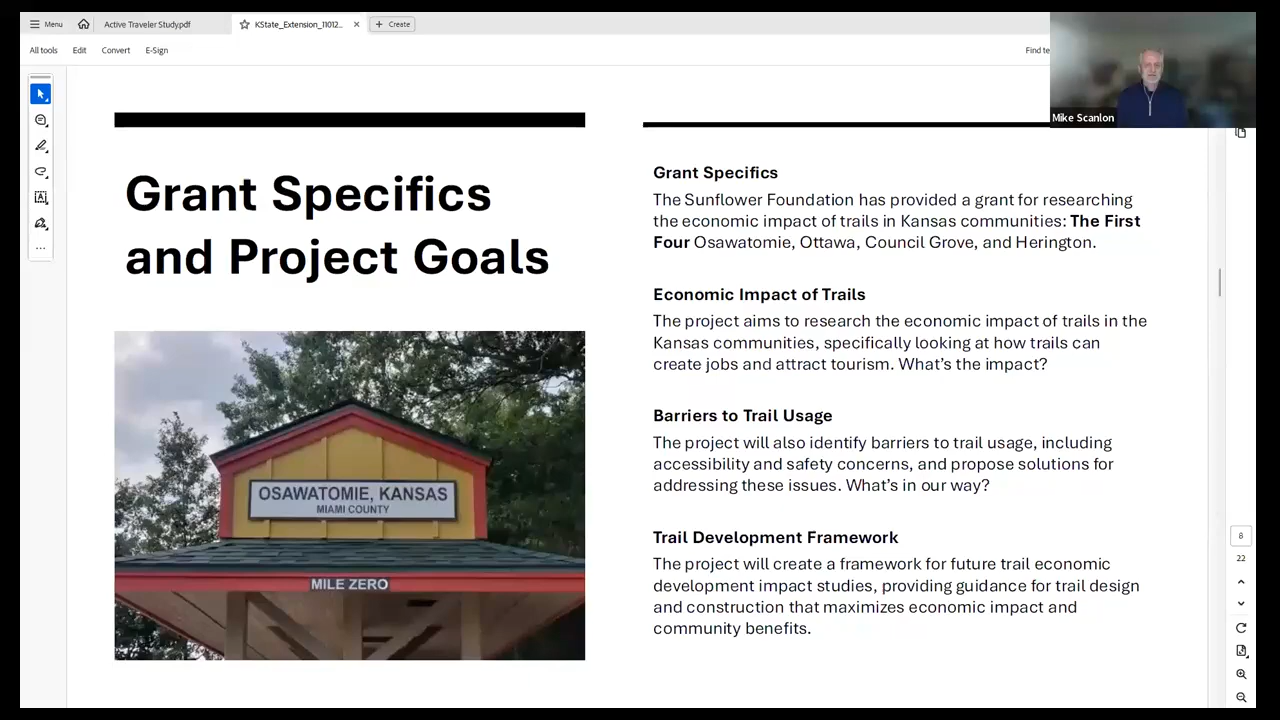 Menu
Active Traveler Study.pdf
KState_Extension_11012...
Create
All tools
Edit
Convert
E-Sign
Find te
Mike Scanlon
Grant Specifics
and Project Goals
OSAWATOMIE, KANSAS
MIAMI COUNTY
MILE ZERO
Grant Specifics
The Sunflower Foundation has provided a grant for researching
the economic impact of trails in Kansas communities: The First
Four Osawatomie, Ottawa, Council Grove, and Herington.
Economic Impact of Trails
The project aims to research the economic impact of trails in the
Kansas communities, specifically looking at how trails can
create jobs and attract tourism. What's the impact?
Barriers to Trail Usage
The project will also identify barriers to trail usage, including
accessibility and safety concerns, and propose solutions for
addressing these issues. What's in our way?
Trail Development Framework
The project will create a framework for future trail economic
development impact studies, providing guidance for trail design
and construction that maximizes economic impact and
community benefits.
8
22